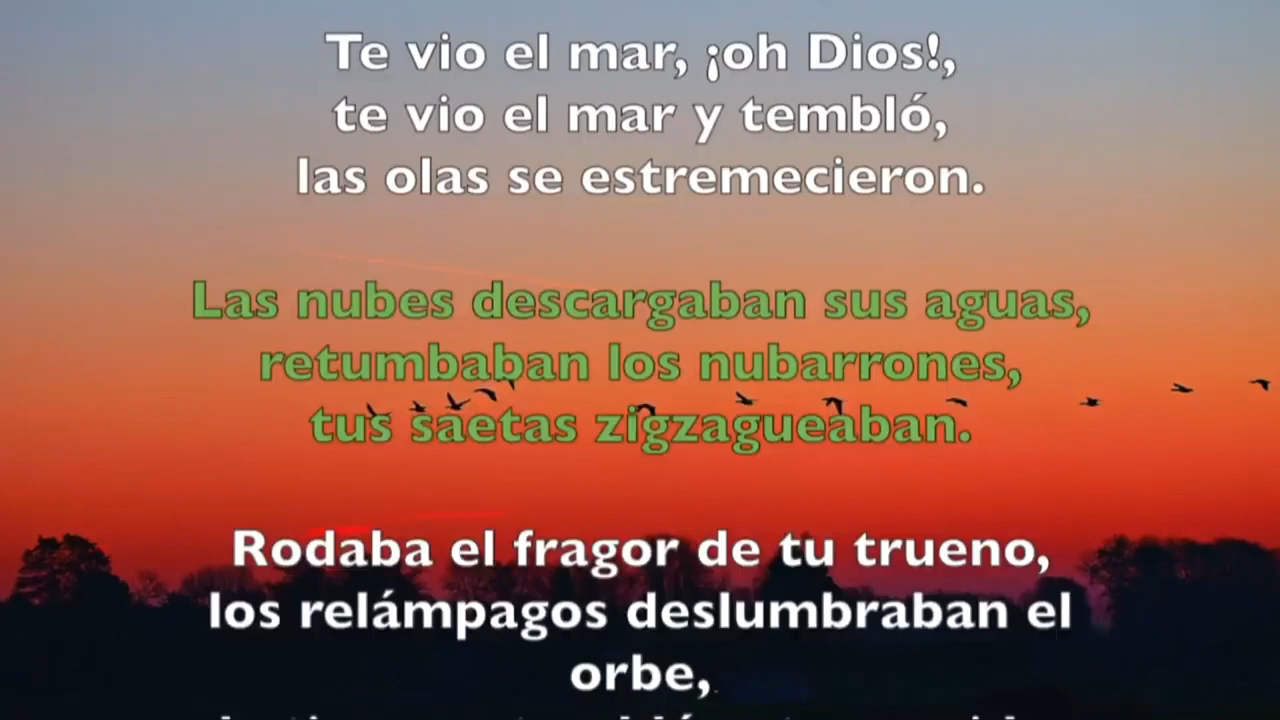 Te vio el mar, ¡oh Dios!,
te vio el mar y tembló,
las olas se estremecieron.
Las nubes descargaban sus aguas,
retumbaban los nubarrones,
tus saetas zigzagueaban.
Rodaba el fragor de tu trueno,
los relámpagos deslumbraban el
orbe,